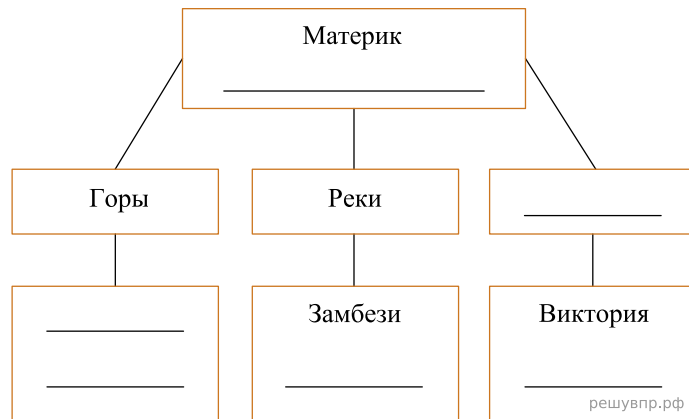 Материк
Горы
Реки
Замбези
Виктория
решувпр.рф